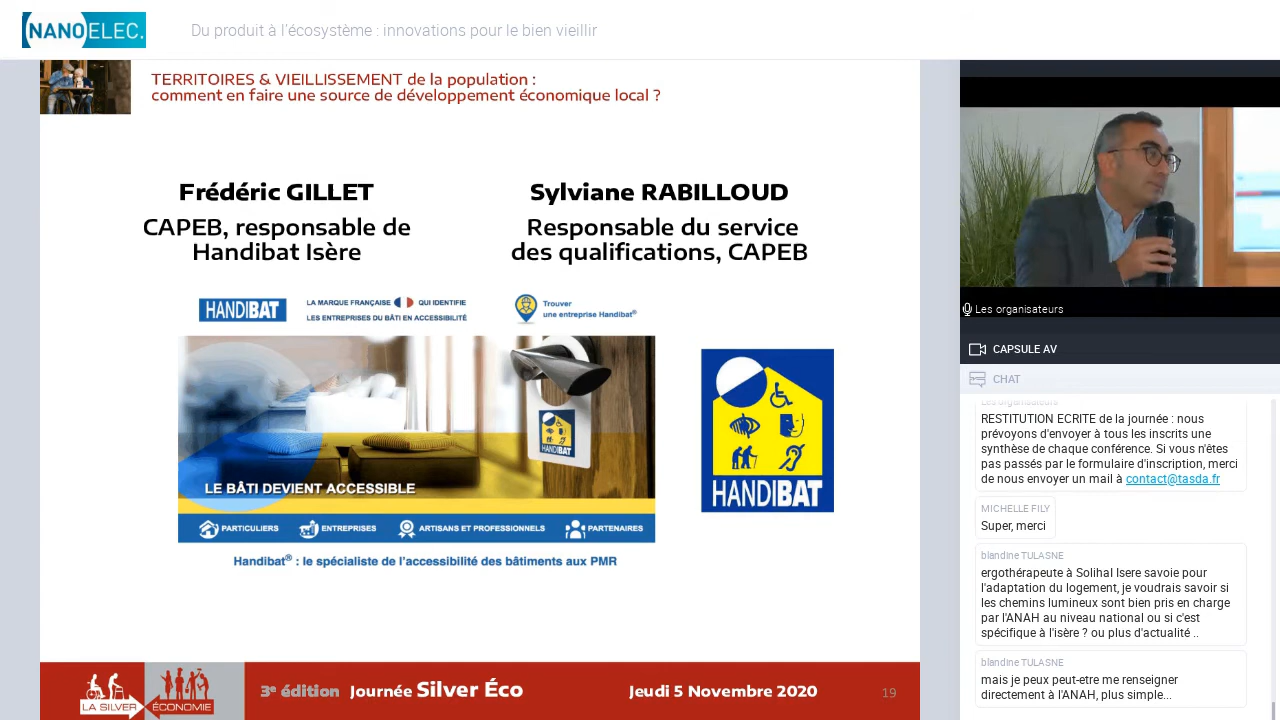 NANOELEC.
Du produit à l'écosystème : innovations pour le bien vieillir
TERRITOIRES & VIEILLISSEMENT de la population :
comment en faire une source de développement économique local ?
Frédéric GILLET
CAPEB, responsable de
Handibat Isère
Sylviane RABILLOUD
Responsable du service
des qualifications, CAPEB
HANDIBAT
LA MARQUE FRANÇAISE QUI IDENTIFIE
LES ENTREPRISES DU BÂTI EN ACCESSIBILITÉ
Trouver
une entreprise Handibat®
HANDIBAT
LE BÂTI DEVIENT ACCESSIBLE
PARTICULIERS
ENTREPRISES
ARTISANS ET PROFESSIONNELS
PARTENAIRES
Handibat® : le spécialiste de l'accessibilité des bâtiments aux PMR
HANDIBAT
LA SILVER ÉCONOMIE
3e édition Journée Silver Éco
Jeudi 5 Novembre 2020
19
Les organisateurs
CAPSULE AV
CHAT
Les organisateurs
RESTITUTION ECRITE de la journée : nous
prévoyons d'envoyer à tous les inscrits une
synthèse de chaque conférence. Si vous n'êtes
pas passés par le formulaire d'inscription, merci
de nous envoyer un mail à contact@tasda.fr
MICHELLE FILY
Super, merci
blandine TULASNE
ergothérapeute à Solihal Isere savoie pour
l'adaptation du logement, je voudrais savoir si
les chemins lumineux sont bien pris en charge
par l'ANAH au niveau national ou si c'est
spécifique à l'isère ? ou plus d'actualité ..
blandine TULASNE
mais je peux peut-etre me renseigner
directement à l'ANAH, plus simple...